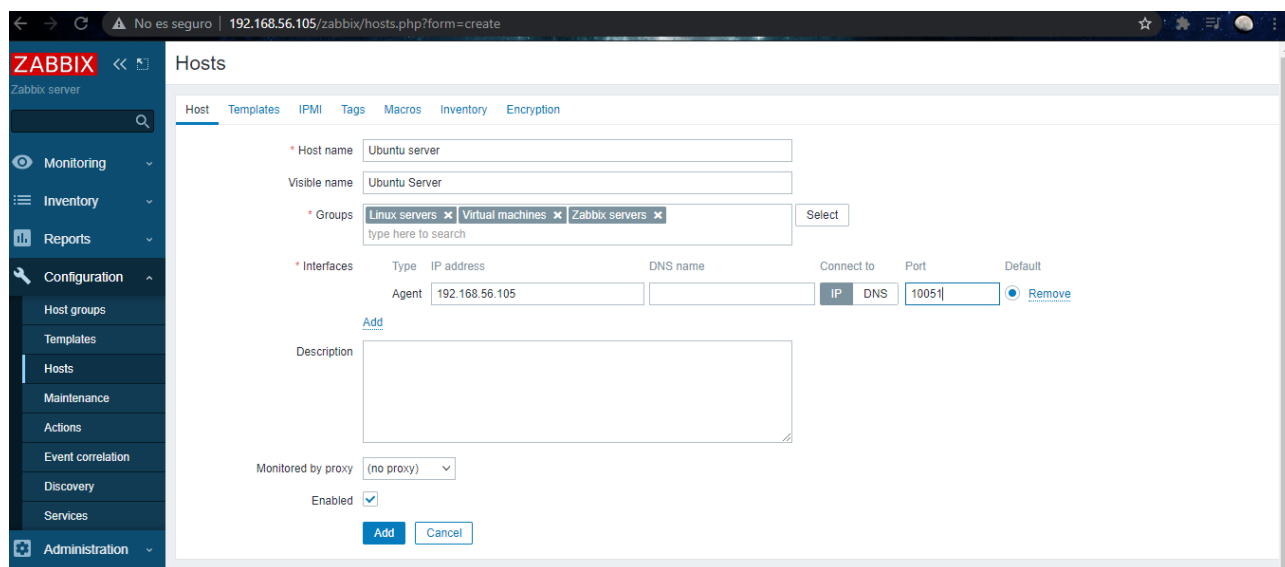 No es seguro | 192.168.56.105/zabbix/hosts.php?form=create
ZABBIX
Zabbix server
Monitoring
Inventory
Reports
Configuration
Host groups
Templates
Hosts
Maintenance
Actions
Event correlation
Discovery
Services
Administration
Hosts
Host Templates IPMI Tags Macros Inventory Encryption
* Host name Ubuntu server
Visible name Ubuntu Server
* Groups Linux servers × Virtual machines × Zabbix servers × Select
type here to search
* Interfaces Type IP address DNS name Connect to Port Default
Agent 192.168.56.105 IP DNS 10051 Remove
Add
Description
Monitored by proxy (no proxy)
Enabled
Add Cancel